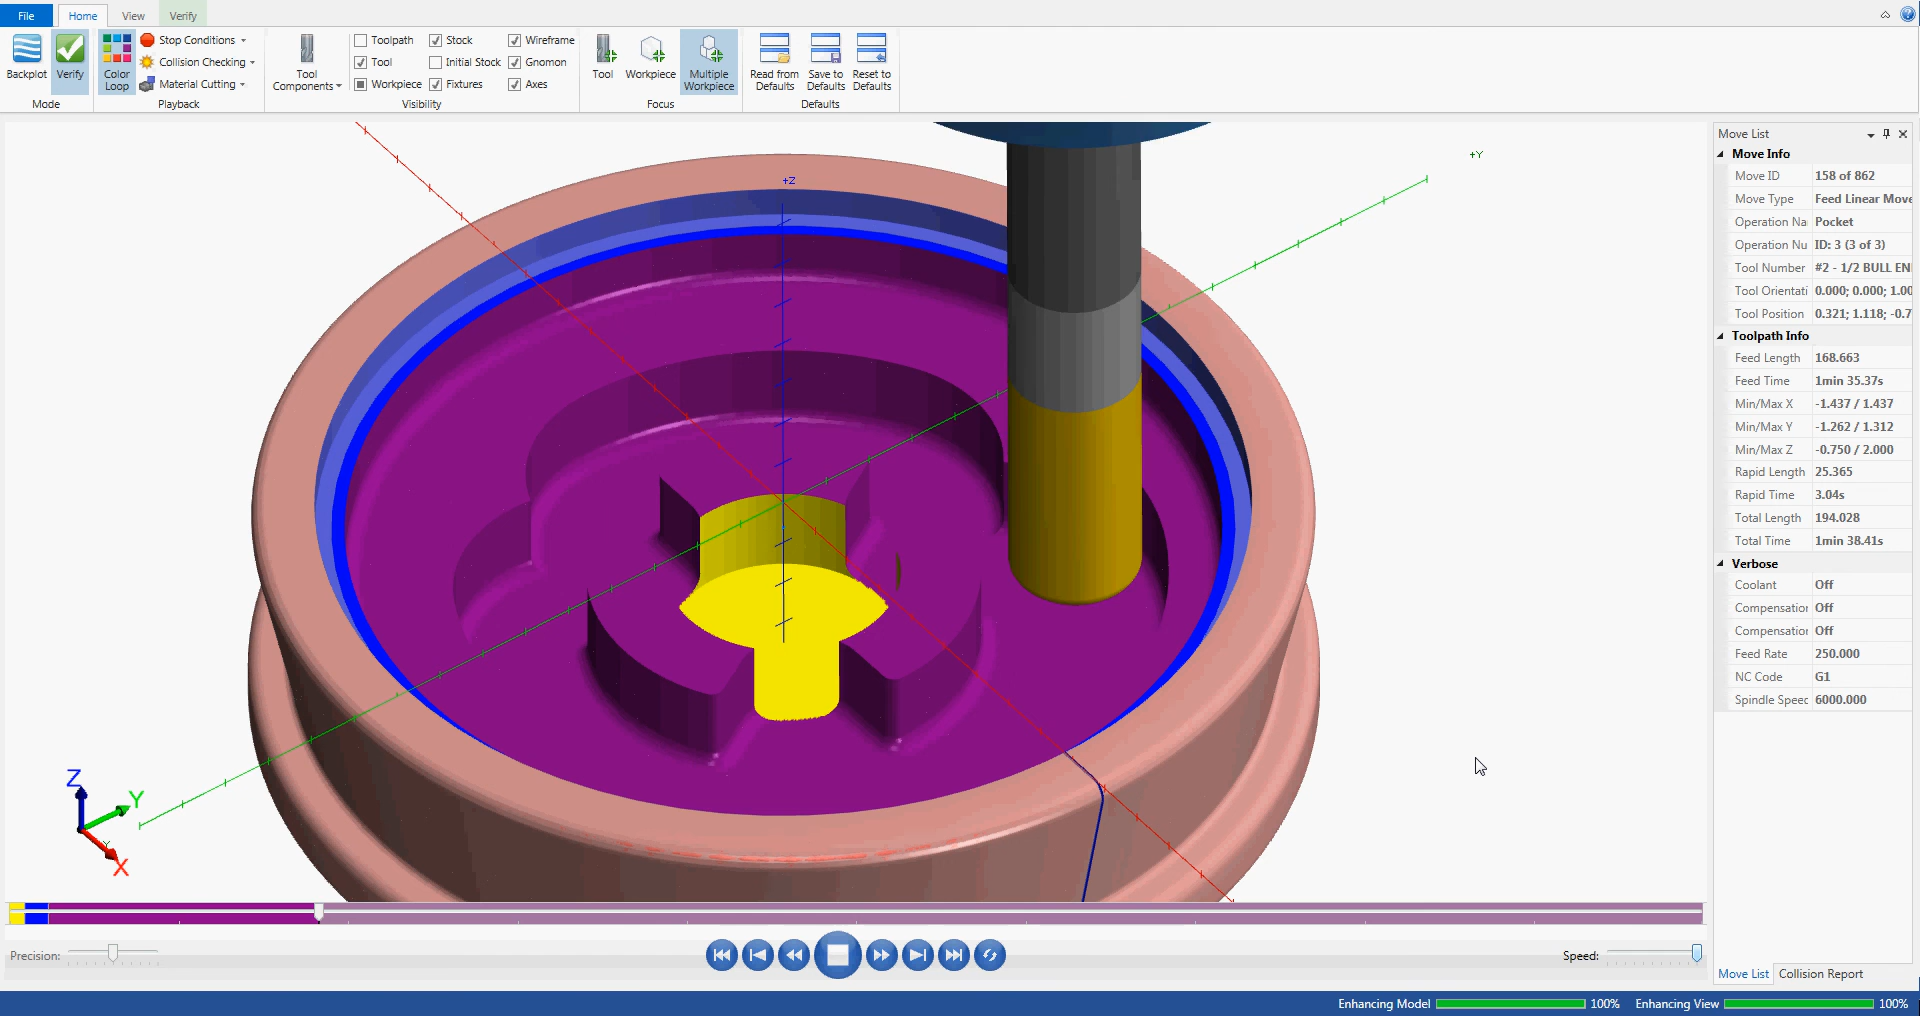 File Home View Verify
Backplot Verify
Mode
Color Loop
Stop Conditions
Collision Checking
Material Cutting
Playback
Tool Components
Toolpath Stock Wireframe
Tool Initial Stock Gnomon
Workpiece Fixtures Axes
Visibility
Tool Workpiece Multiple Workpiece
Focus
Read from Defaults Save to Defaults Reset to Defaults
Defaults
+Z
+Y
Z
Y
X
Move List
Move Info
Move ID 158 of 862
Move Type Feed Linear Move
Operation Na Pocket
Operation Nu ID: 3 (3 of 3)
Tool Number #2 - 1/2 BULL EN
Tool Orientati 0.000; 0.000; 1.00
Tool Position 0.321; 1.118; -0.7
Toolpath Info
Feed Length 168.663
Feed Time 1min 35.37s
Min/Max X -1.437 / 1.437
Min/Max Y -1.262 / 1.312
Min/Max Z -0.750 / 2.000
Rapid Length 25.365
Rapid Time 3.04s
Total Length 194.028
Total Time 1min 38.41s
Verbose
Coolant Off
Compensation Off
Compensation Off
Feed Rate 250.000
NC Code G1
Spindle Speed 6000.000
Precision:
Speed:
Move List Collision Report
Enhancing Model 100% Enhancing View 100%